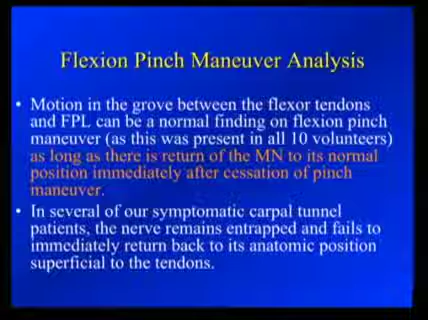 Flexion Pinch Maneuver Analysis
• Motion in the grove between the flexor tendons
and FPL can be a normal finding on flexion pinch
maneuver (as this was present in all 10 volunteers)
as long as there is return of the MN to its normal
position immediately after cessation of pinch
maneuver.
• In several of our symptomatic carpal tunnel
patients, the nerve remains entrapped and fails to
immediately return back to its anatomic position
superficial to the tendons.